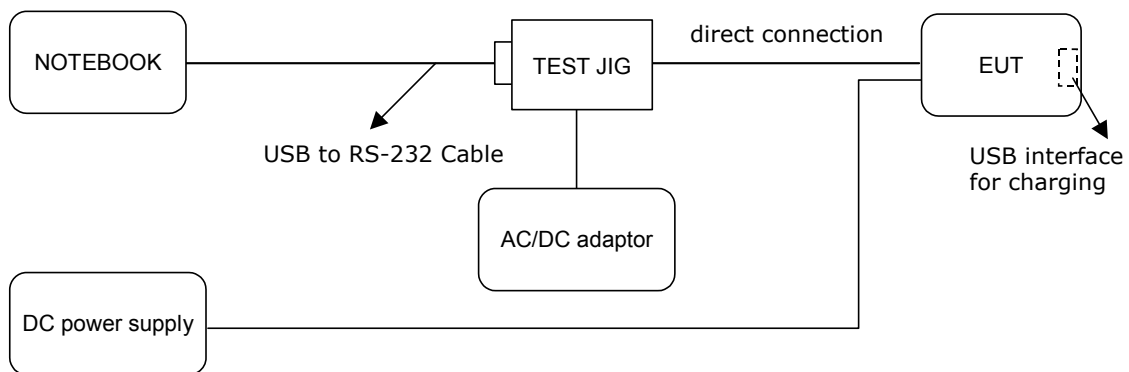 direct connection
NOTEBOOK
TEST JIG
EUT
USB to RS-232 Cable
USB interface
for charging
AC/DC adaptor
DC power supply